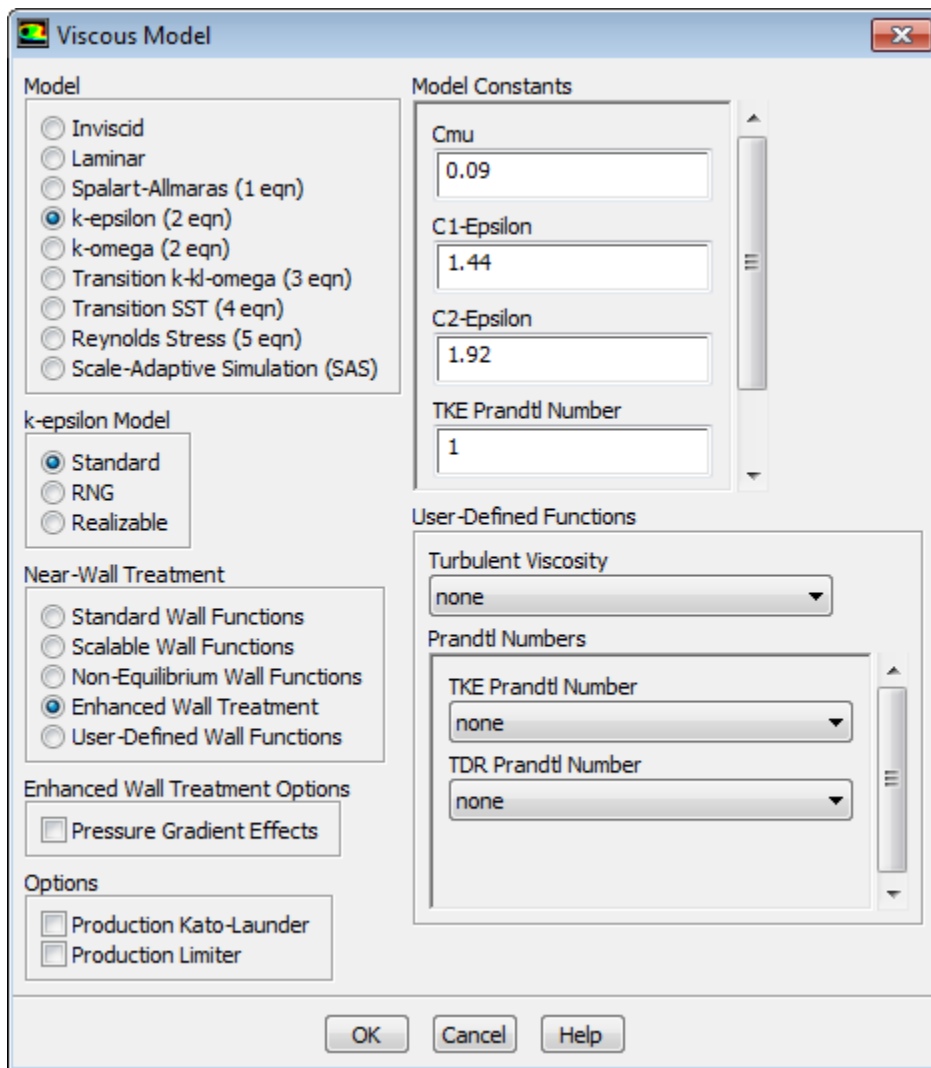 Viscous Model
Model
Inviscid
Laminar
Spalart-Allmaras (1 eqn)
k-epsilon (2 eqn)
k-omega (2 eqn)
Transition k-kl-omega (3 eqn)
Transition SST (4 eqn)
Reynolds Stress (5 eqn)
Scale-Adaptive Simulation (SAS)
k-epsilon Model
Standard
RNG
Realizable
Near-Wall Treatment
Standard Wall Functions
Scalable Wall Functions
Non-Equilibrium Wall Functions
Enhanced Wall Treatment
User-Defined Wall Functions
Enhanced Wall Treatment Options
Pressure Gradient Effects
Options
Production Kato-Launder
Production Limiter
Model Constants
Cmu
0.09
C1-Epsilon
1.44
C2-Epsilon
1.92
TKE Prandtl Number
1
User-Defined Functions
Turbulent Viscosity
none
Prandtl Numbers
TKE Prandtl Number
none
TDR Prandtl Number
none
OK
Cancel
Help